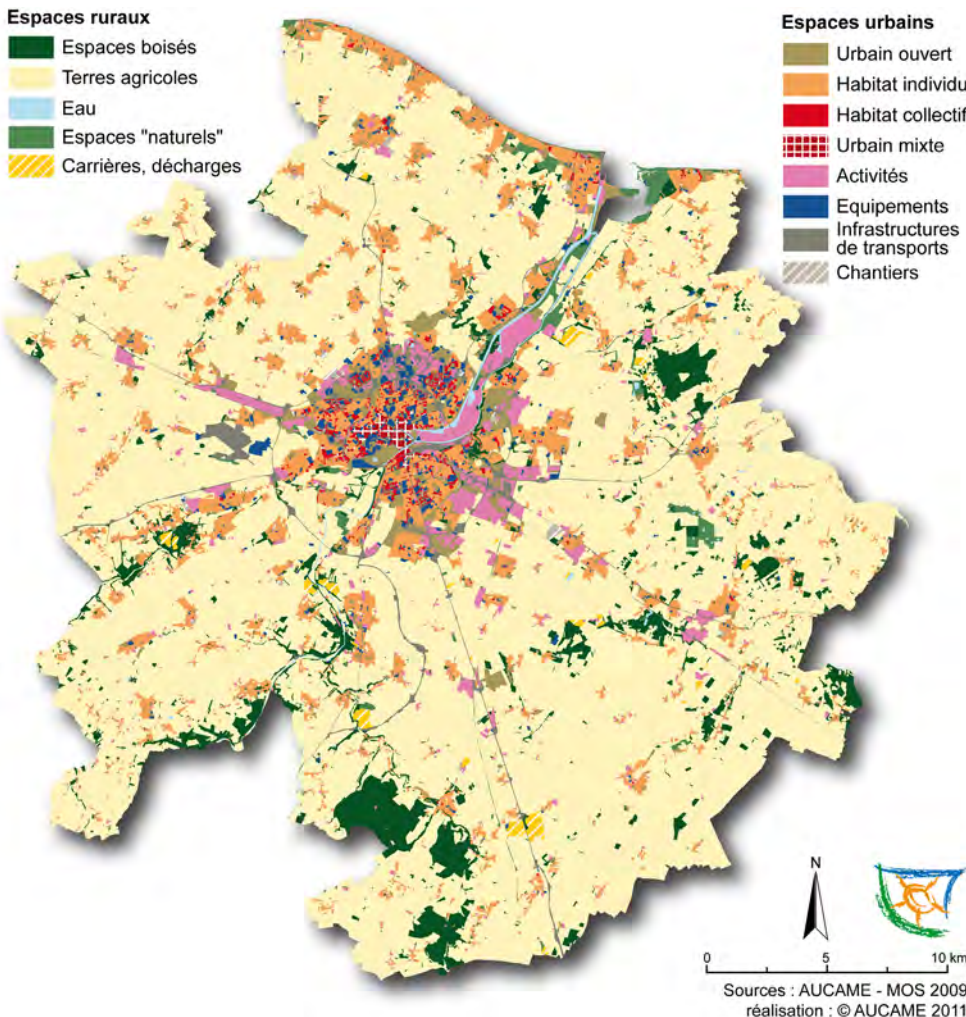 Espaces ruraux
Espaces boisés
Terres agricoles
Eau
Espaces "naturels"
Carrières, décharges
Espaces urbains
Urbain ouvert
Habitat individu
Habitat collectif
Urbain mixte
Activités
Equipements
Infrastructures
de transports
Chantiers
N
0 5 10 km
Sources : AUCAME - MOS 2009
réalisation : © AUCAME 2011